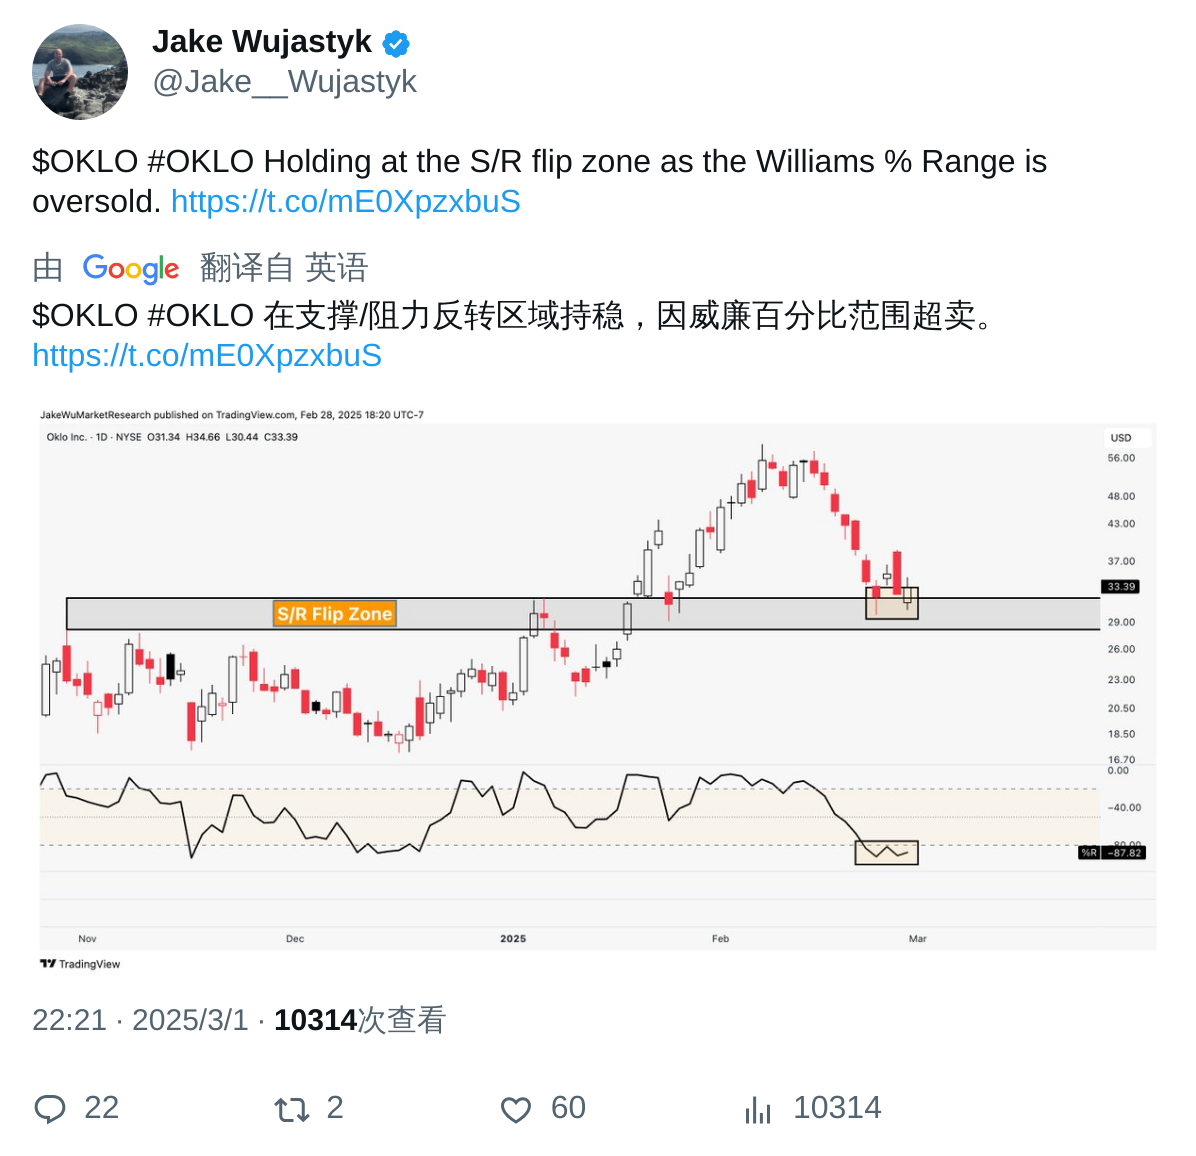 Jake Wujastyk
@Jake__Wujastyk
$OKLO #OKLO Holding at the S/R flip zone as the Williams % Range is
oversold. https://t.co/mE0XpzxbuS
由 Google 翻译自 英语
$OKLO #OKLO 在支撑/阻力反转区域持稳，因威廉百分比范围超卖。
https://t.co/mE0XpzxbuS
JakeWuMarketResearch published on TradingView.com, Feb 28, 2025 18:20 UTC-7
Oklo Inc. · 1D · NYSE O31.34 H34.66 L30.44 C33.39
USD
56.00
48.00
43.00
37.00
33.39
S/R Flip Zone
29.00
26.00
23.00
20.50
18.50
16.70
0.00
−40.00
−80.00
%R −87.82
Nov Dec 2025 Feb Mar
TradingView
22:21 · 2025/3/1 · 10314次查看
22 2 60 10314